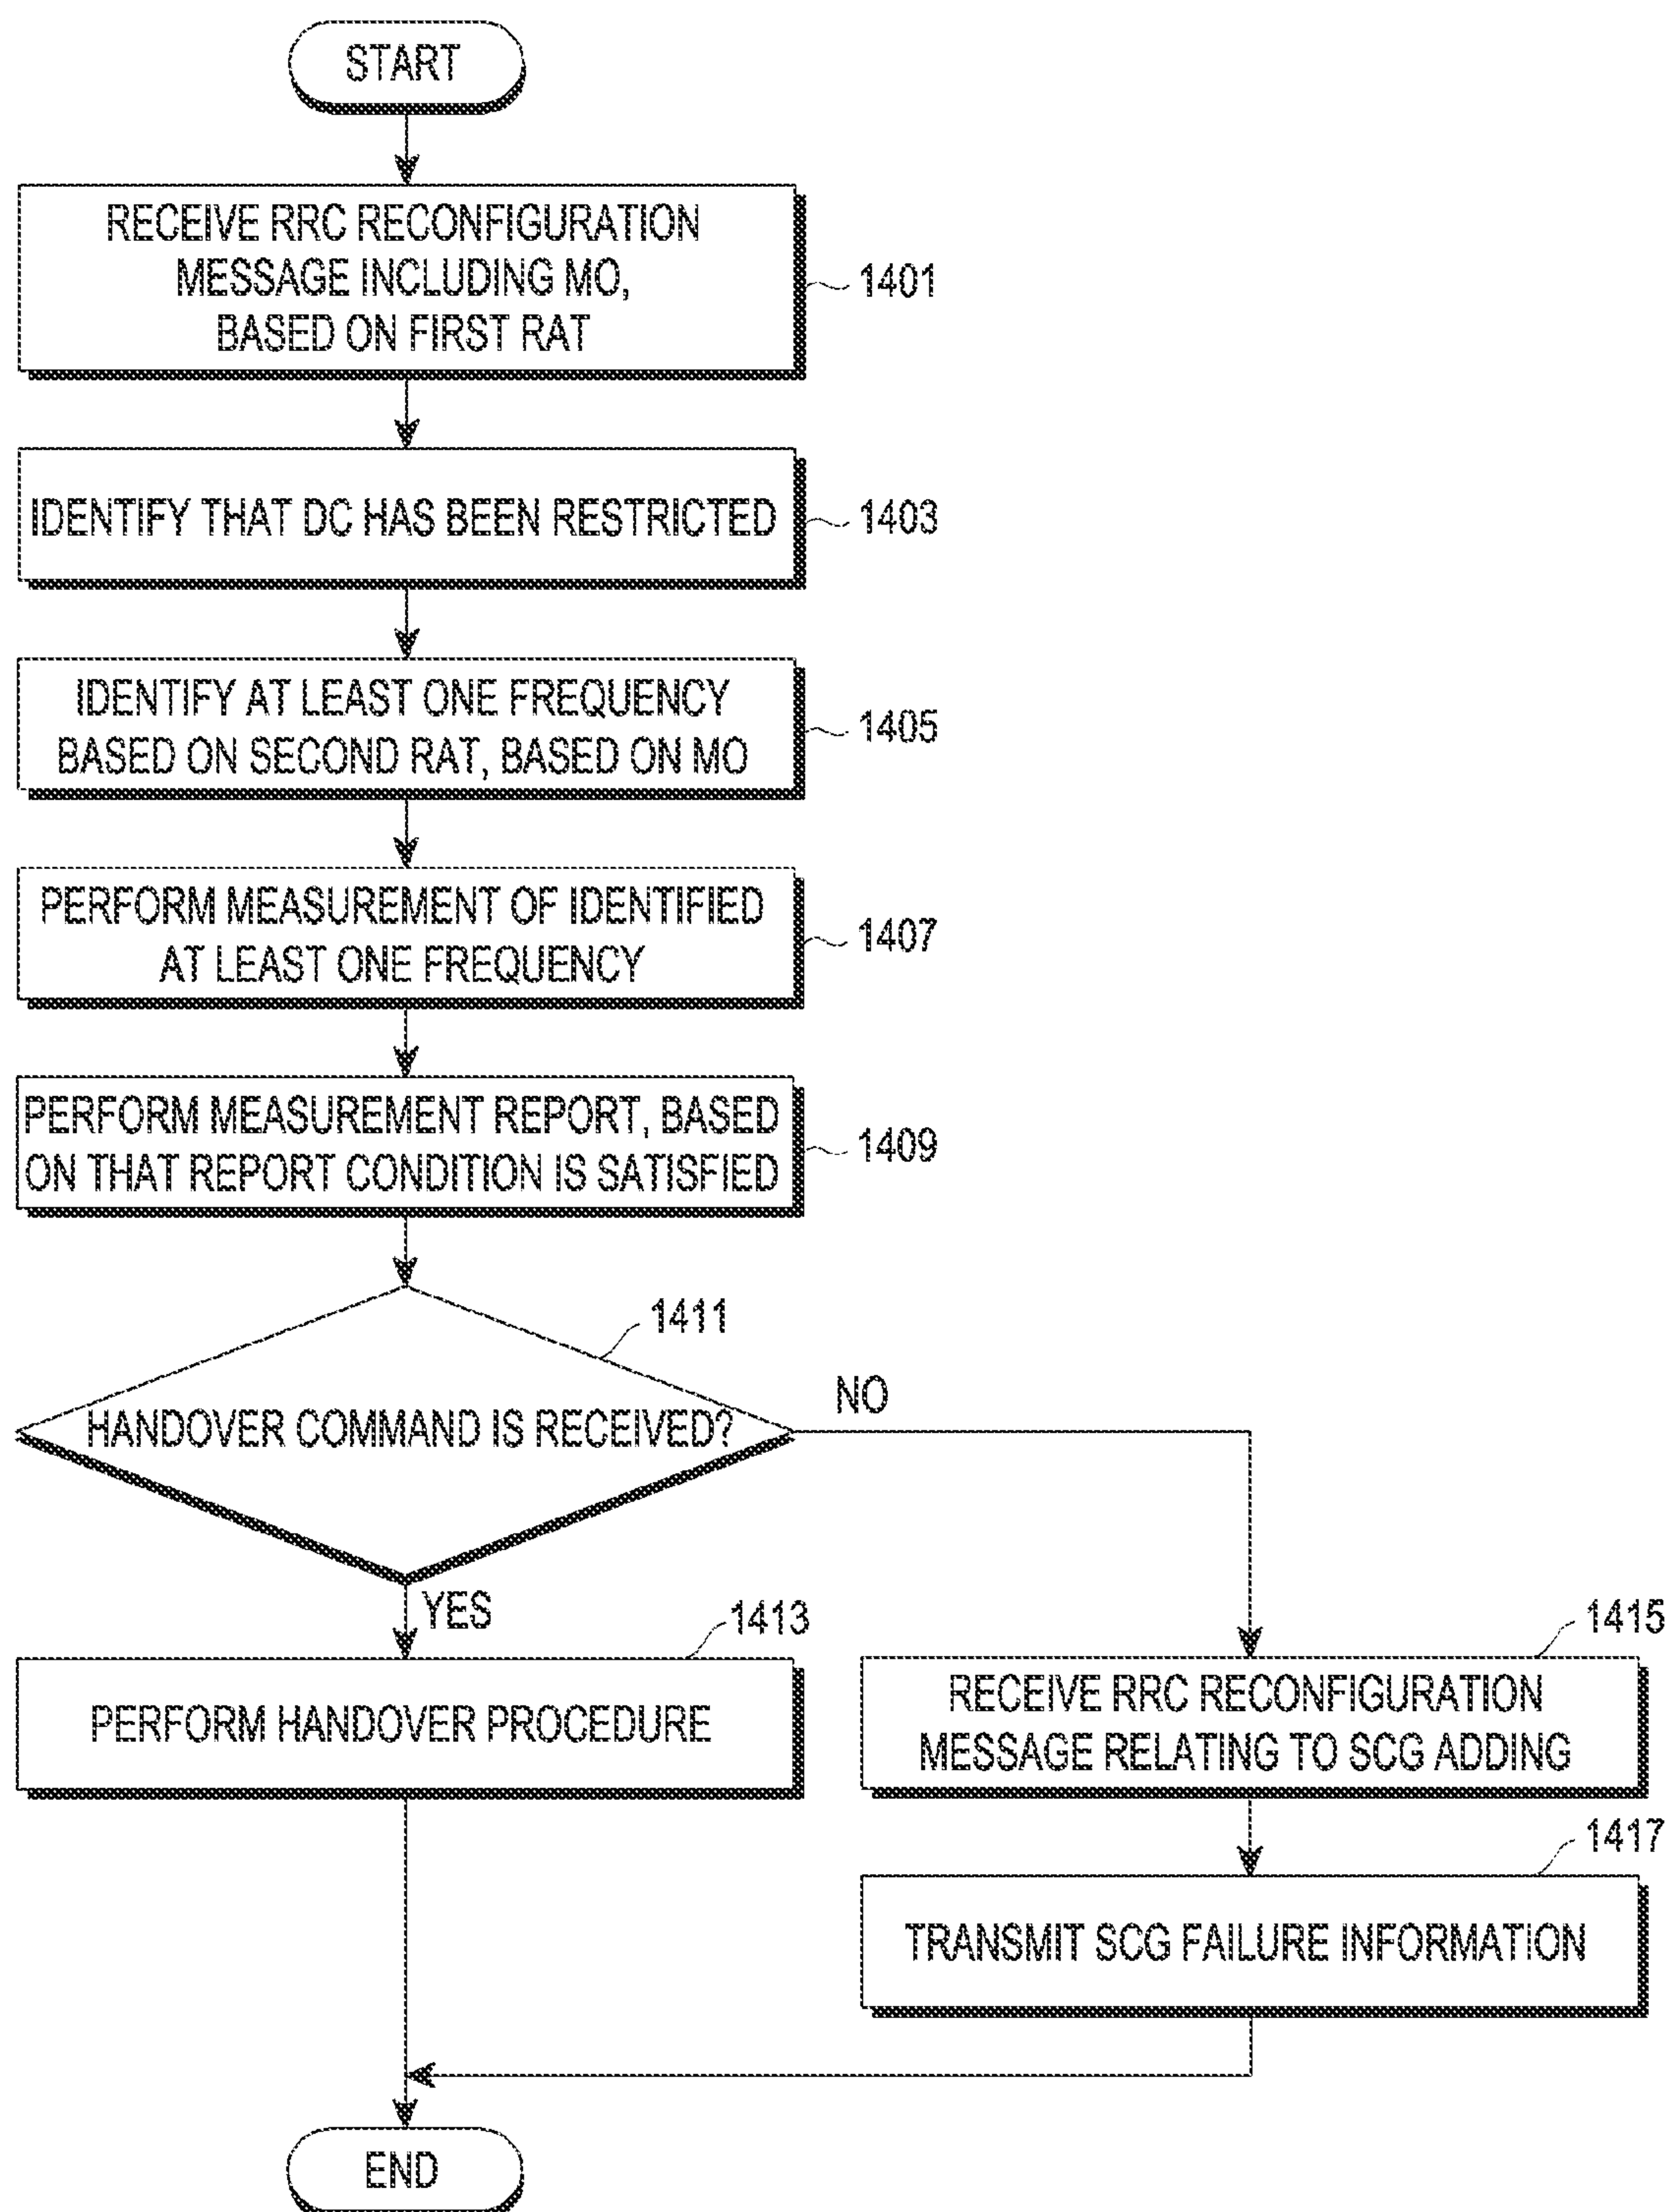 START
RECEIVE RRC RECONFIGURATION
MESSAGE INCLUDING MO,
BASED ON FIRST RAT
1401
IDENTIFY THAT DC HAS BEEN RESTRICTED
1403
IDENTIFY AT LEAST ONE FREQUENCY
BASED ON SECOND RAT, BASED ON MO
1405
PERFORM MEASUREMENT OF IDENTIFIED
AT LEAST ONE FREQUENCY
1407
PERFORM MEASUREMENT REPORT, BASED
ON THAT REPORT CONDITION IS SATISFIED
1409
1411
HANDOVER COMMAND IS RECEIVED?
NO
YES
1413
PERFORM HANDOVER PROCEDURE
1415
RECEIVE RRC RECONFIGURATION
MESSAGE RELATING TO SCG ADDING
1417
TRANSMIT SCG FAILURE INFORMATION
END